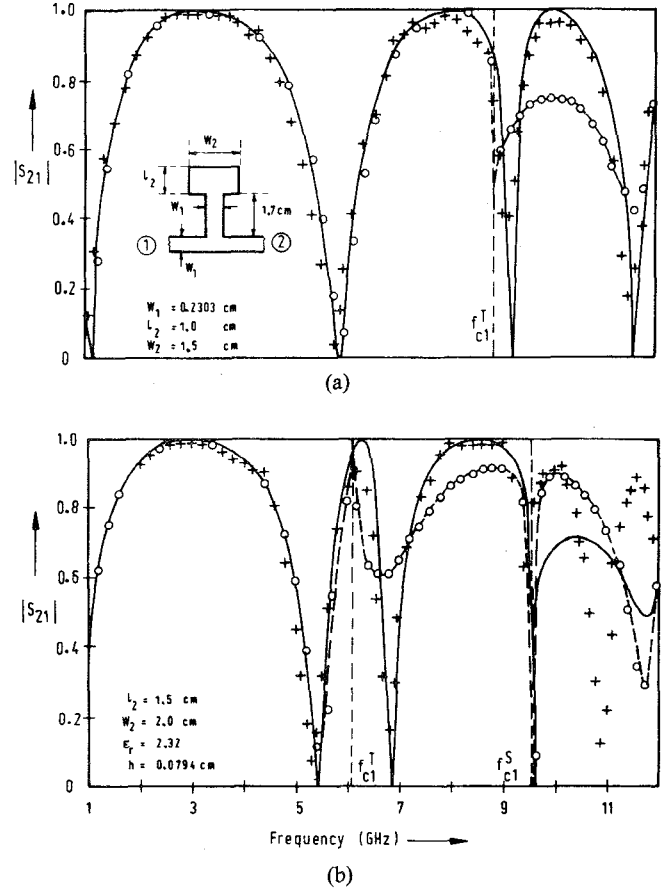 1.0
0.8
0.6
|S21|
0.4
0.2
0
W2
l2
W1
1,7cm
① ②
W1
W1 = 0.2303 cm
l2 = 1.0 cm
W2 = 1.5 cm
f c1 T
(a)
1.0
0.8
0.6
|S21|
0.4
0.2
0
l2 = 1.5 cm
W2 = 2.0 cm
εr = 2.32
h = 0.0794 cm
f c1 T
f c1 S
1 3 5 7 9 11
Frequency (GHz)
(b)